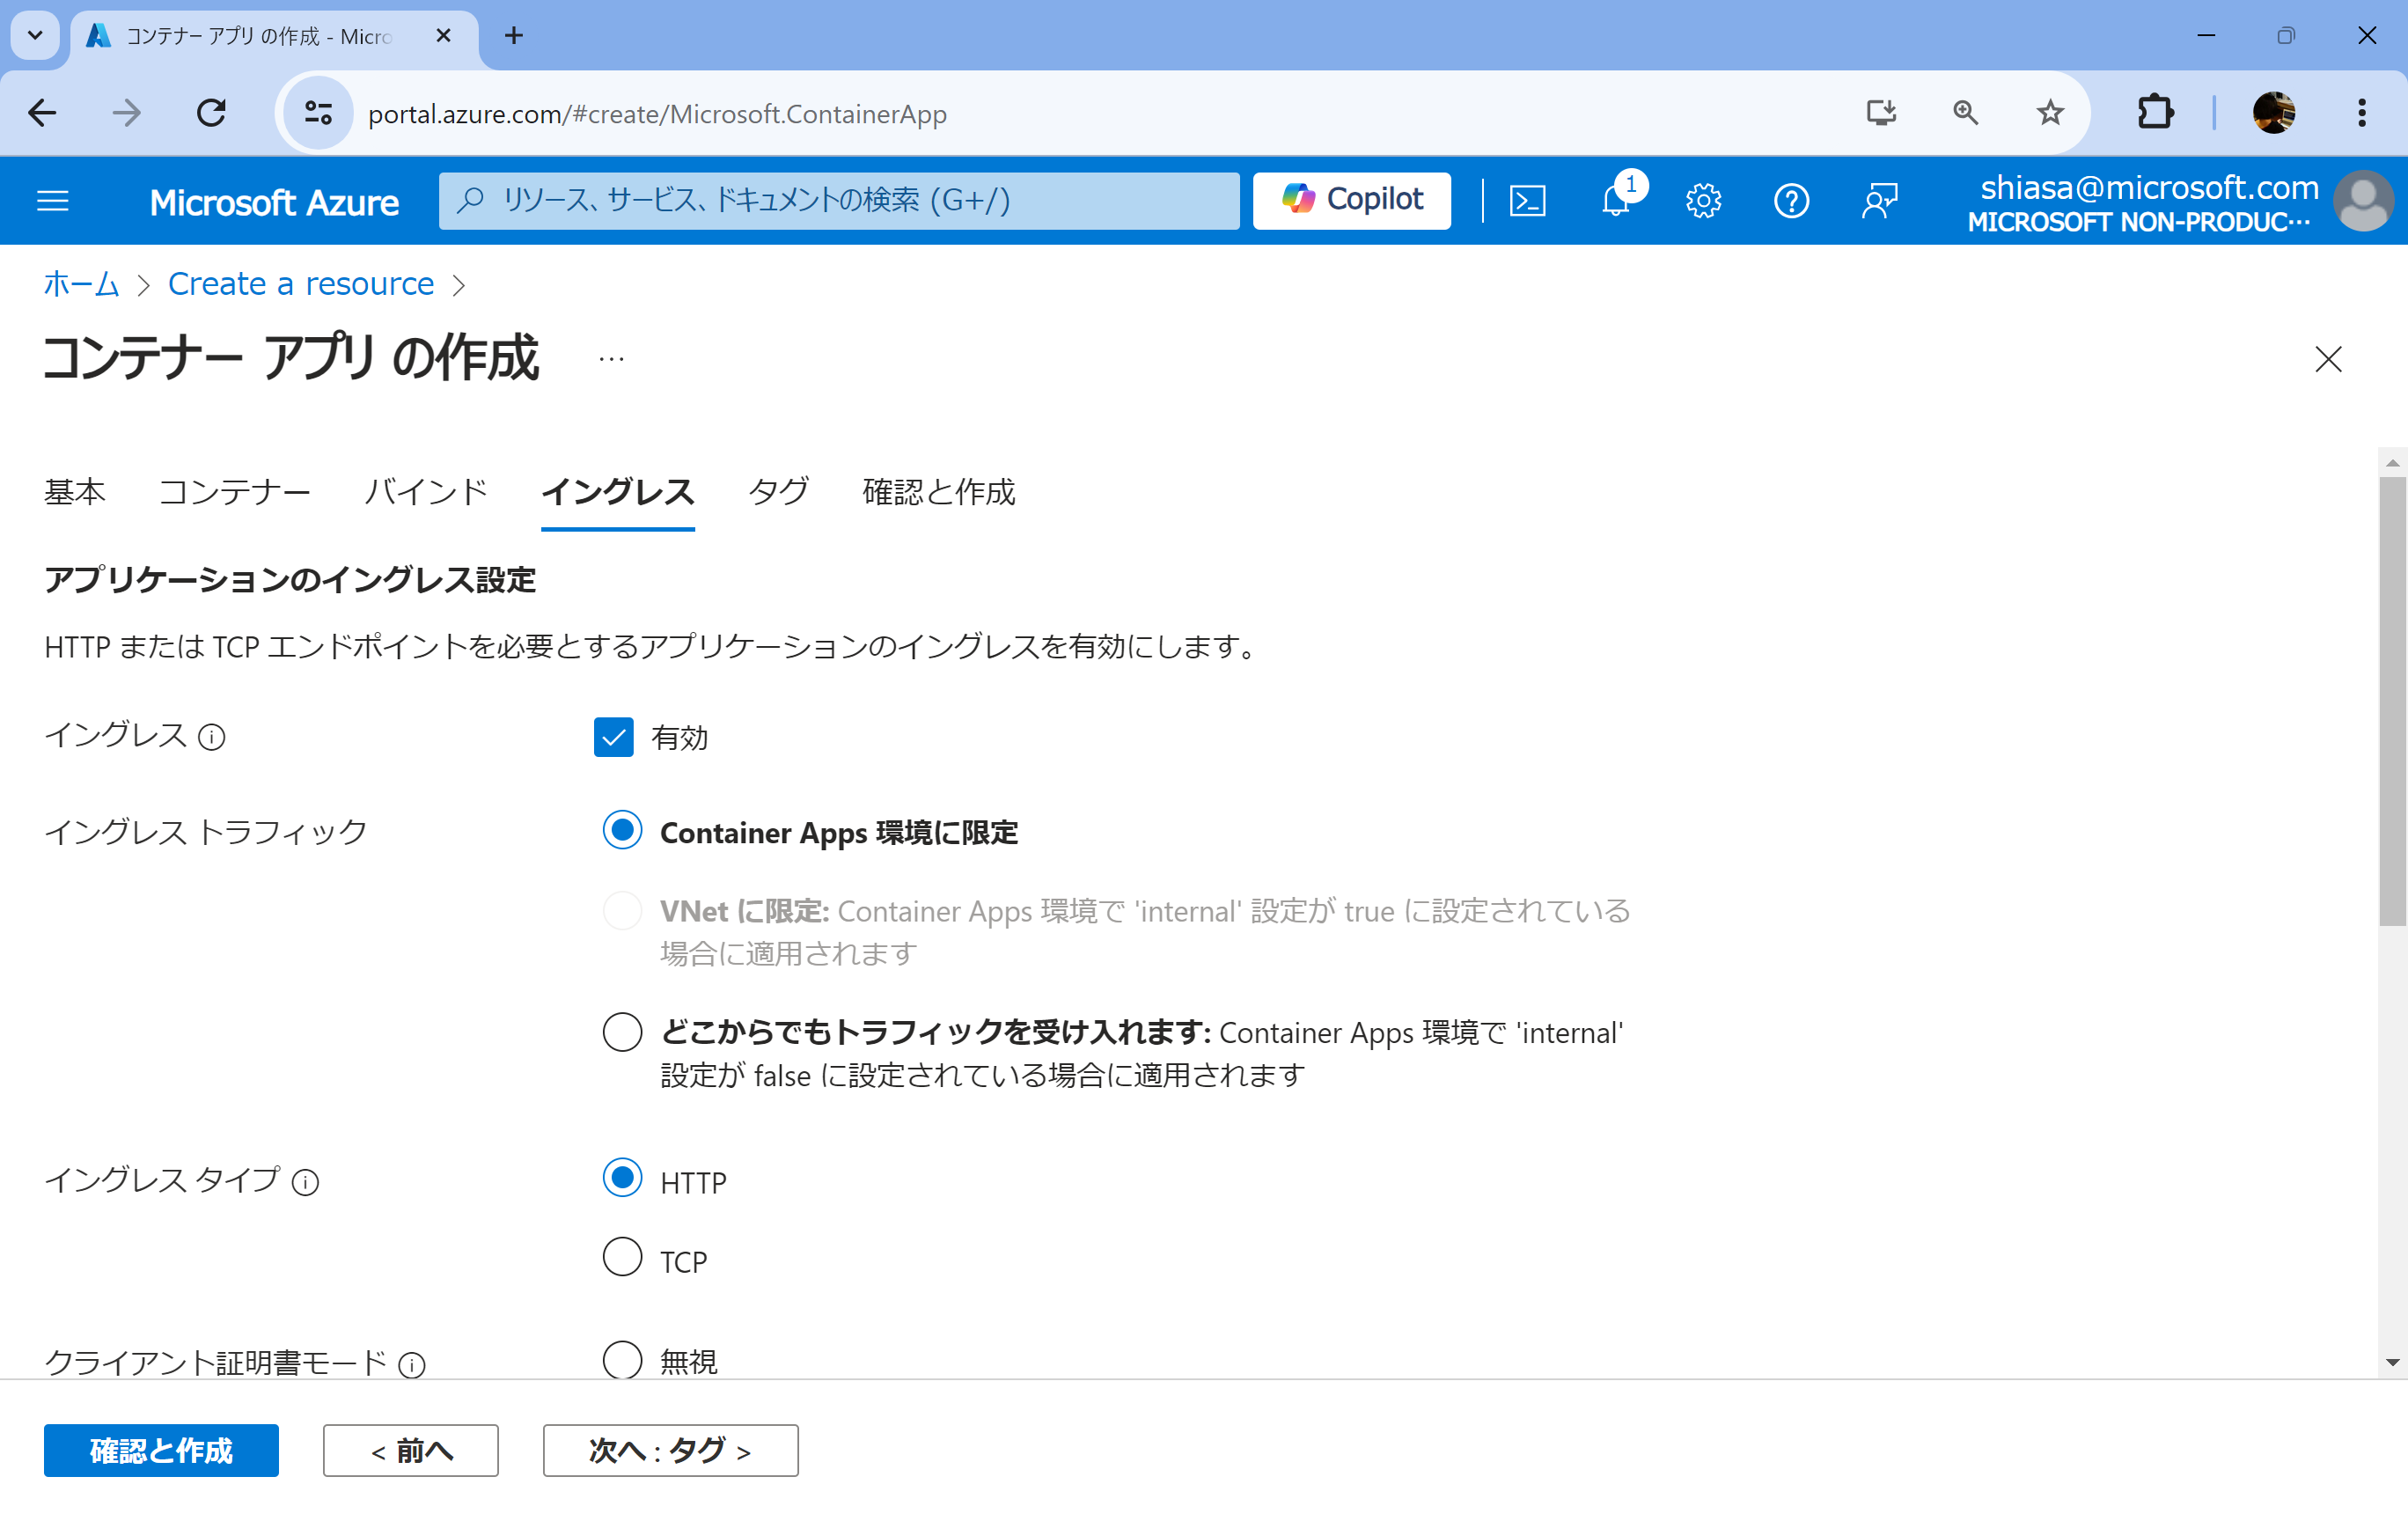 コンテナー アプリ の作成 - Micro
portal.azure.com/#create/Microsoft.ContainerApp
Microsoft Azure
リソース、サービス、ドキュメントの検索 (G+/)
Copilot
1
shiasa@microsoft.com
MICROSOFT NON-PRODUC...
ホーム > Create a resource >
コンテナー アプリ の作成 ...
基本 コンテナー バインド イングレス タグ 確認と作成
アプリケーションのイングレス設定
HTTP または TCP エンドポイントを必要とするアプリケーションのイングレスを有効にします。
イングレス 有効
イングレス トラフィック Container Apps 環境に限定
VNet に限定: Container Apps 環境で 'internal' 設定が true に設定されている
場合に適用されます
どこからでもトラフィックを受け入れます: Container Apps 環境で 'internal'
設定が false に設定されている場合に適用されます
イングレス タイプ HTTP
TCP
クライアント証明書モード 無視
確認と作成 < 前へ 次へ : タグ >